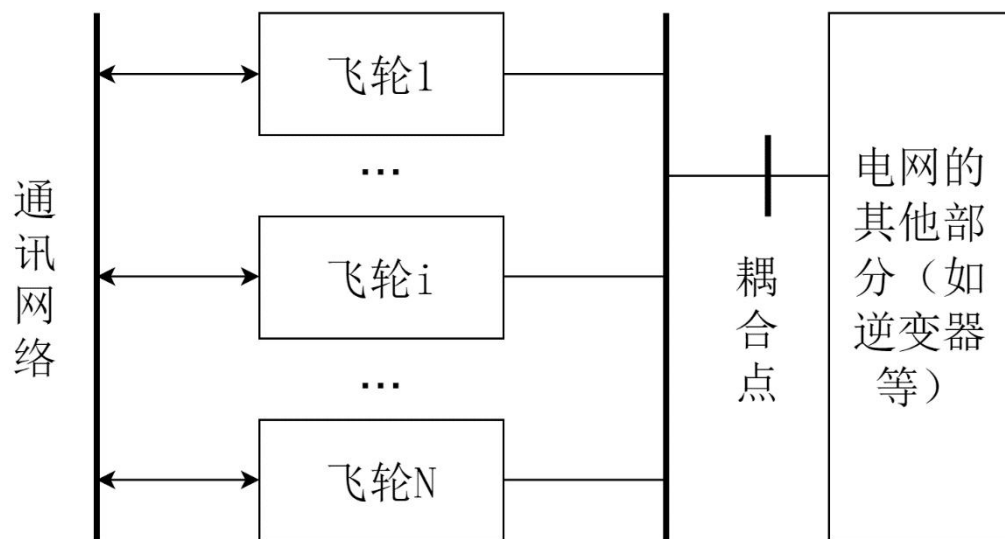 通
讯
网
络
飞轮1
...
飞轮i
...
飞轮N
耦
合
点
电网的
其他部
分（如
逆变器
等）